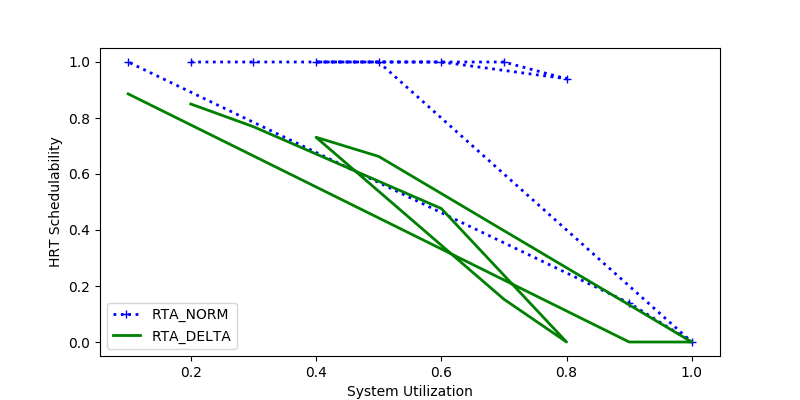 1.0
0.8
0.6
0.4
0.2
0.0
HRT Schedulability
RTA_NORM
RTA_DELTA
0.2 0.4 0.6 0.8 1.0
System Utilization